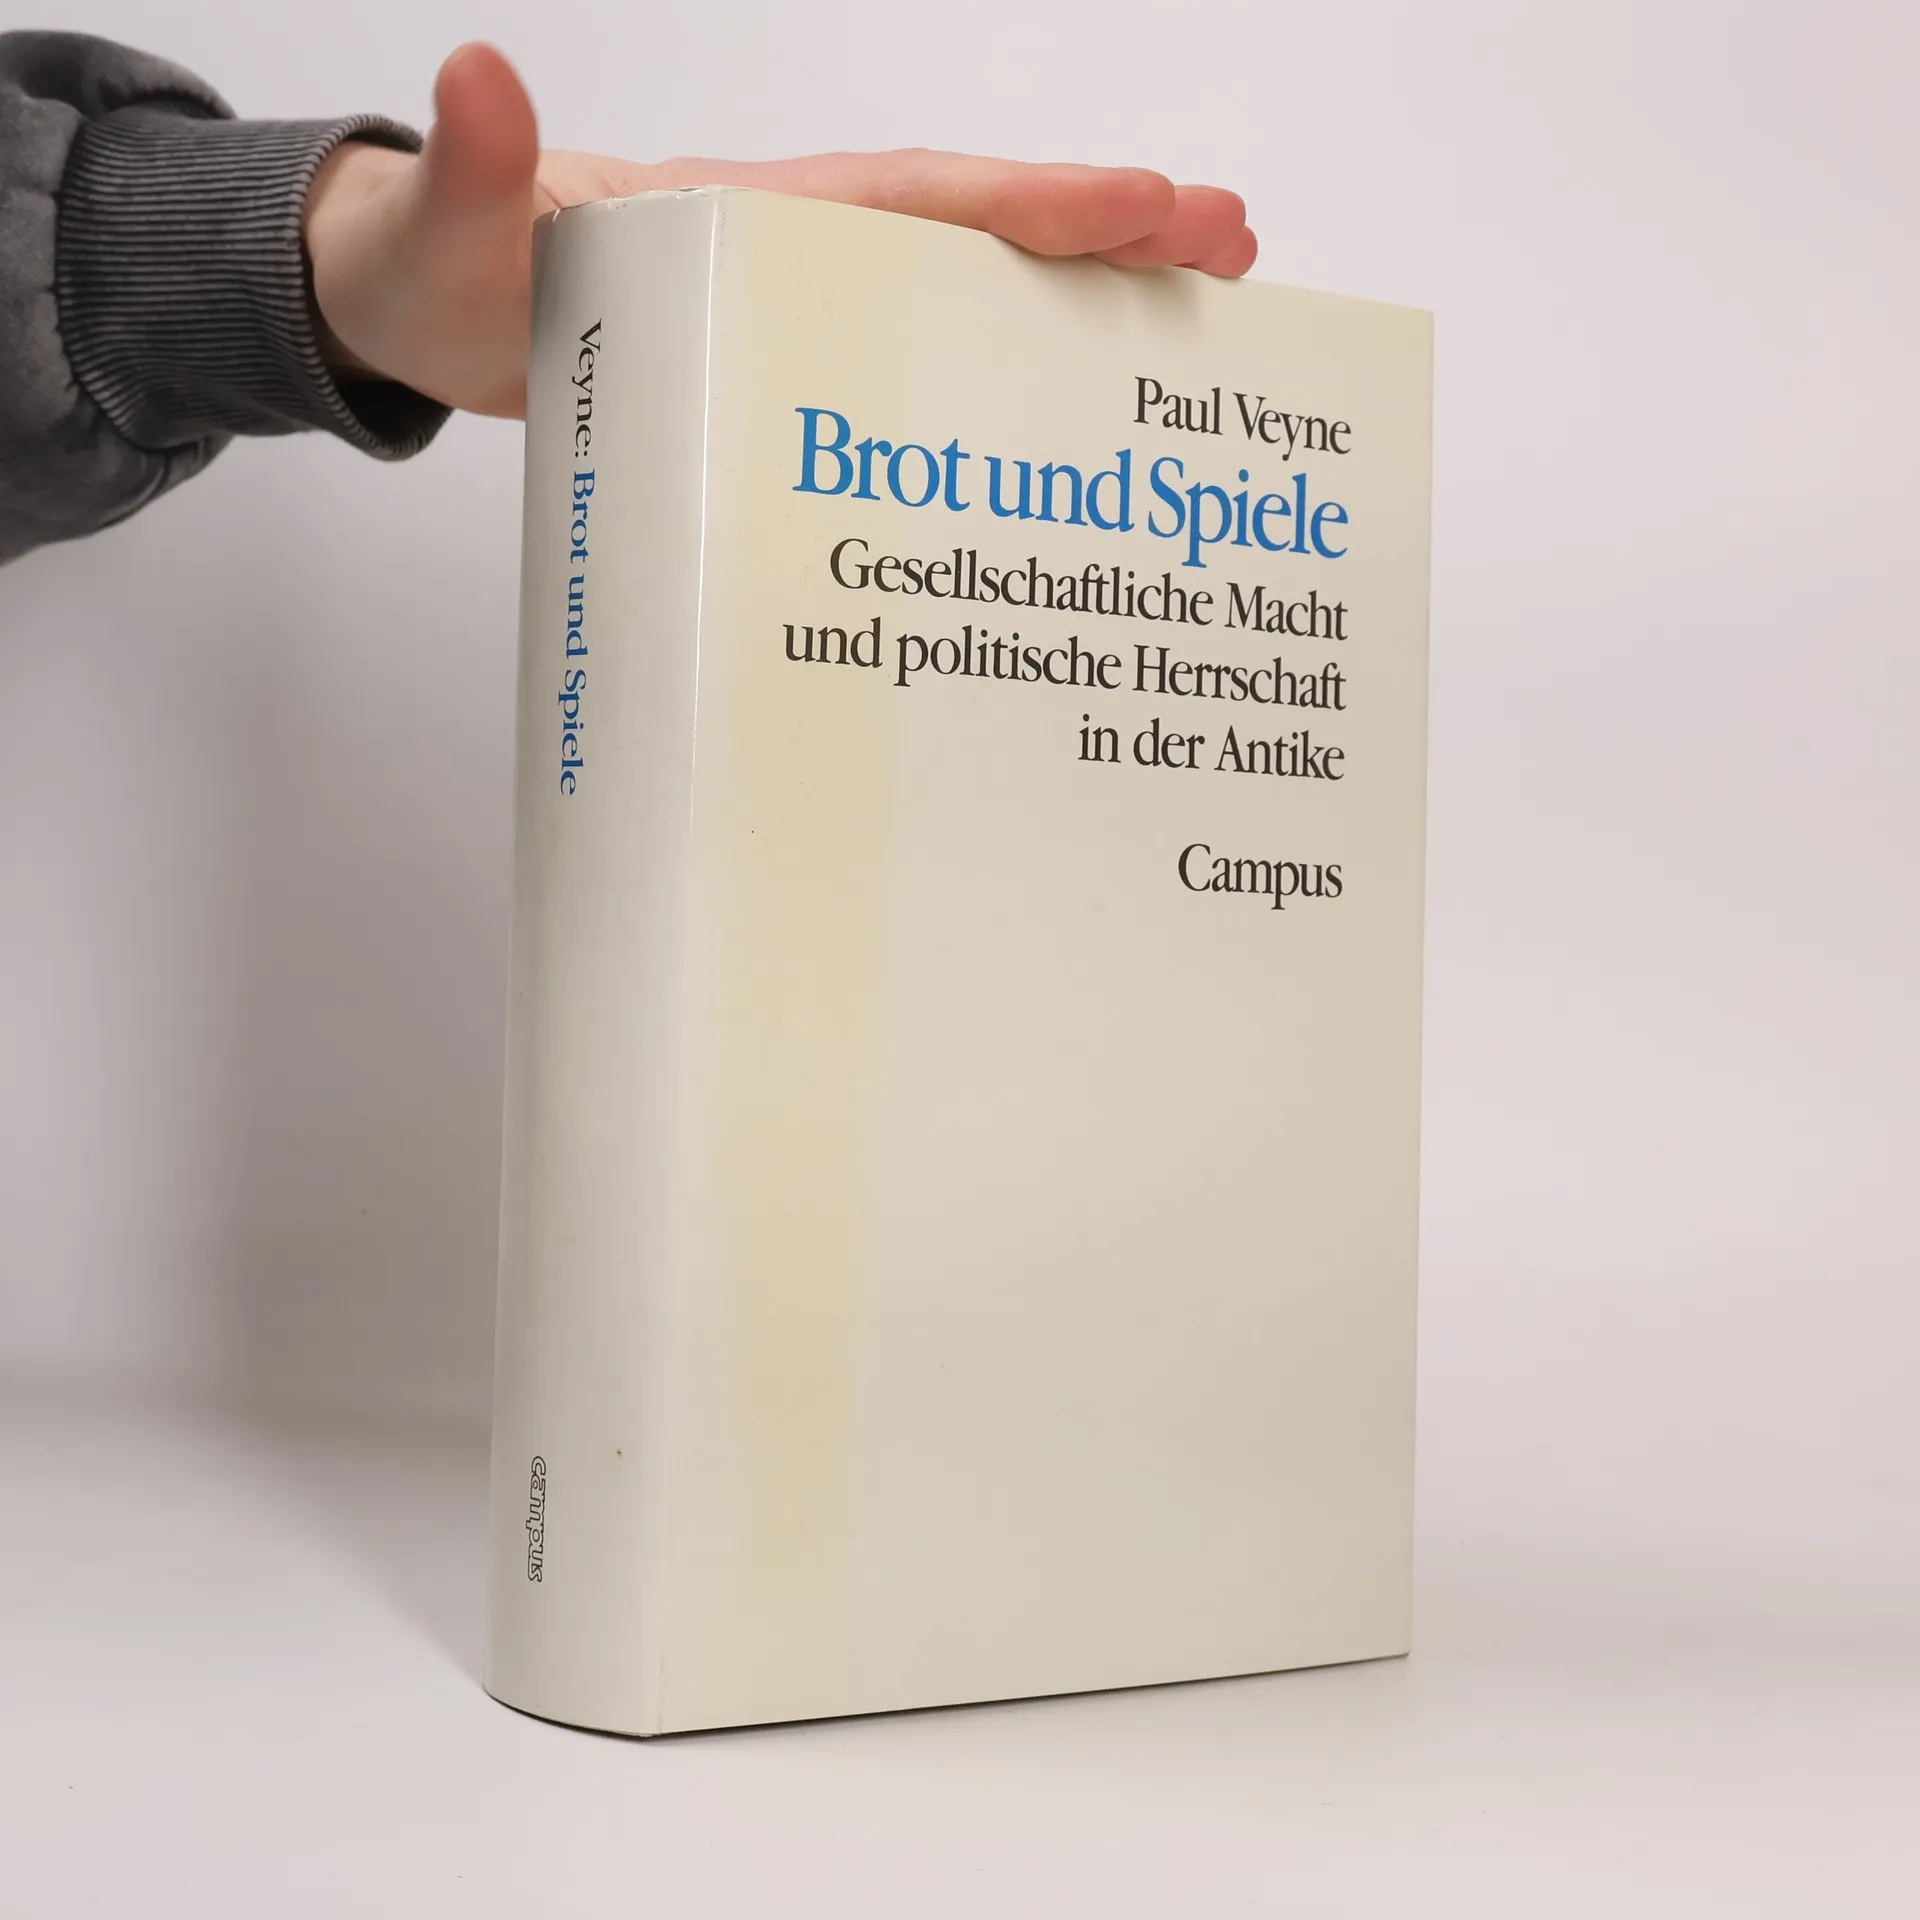 Veyne: Brot und Spiele
campus
Paul Veyne
Brot und Spiele
Gesellschaftliche Macht
und politische Herrschaft
in der Antike
Campus